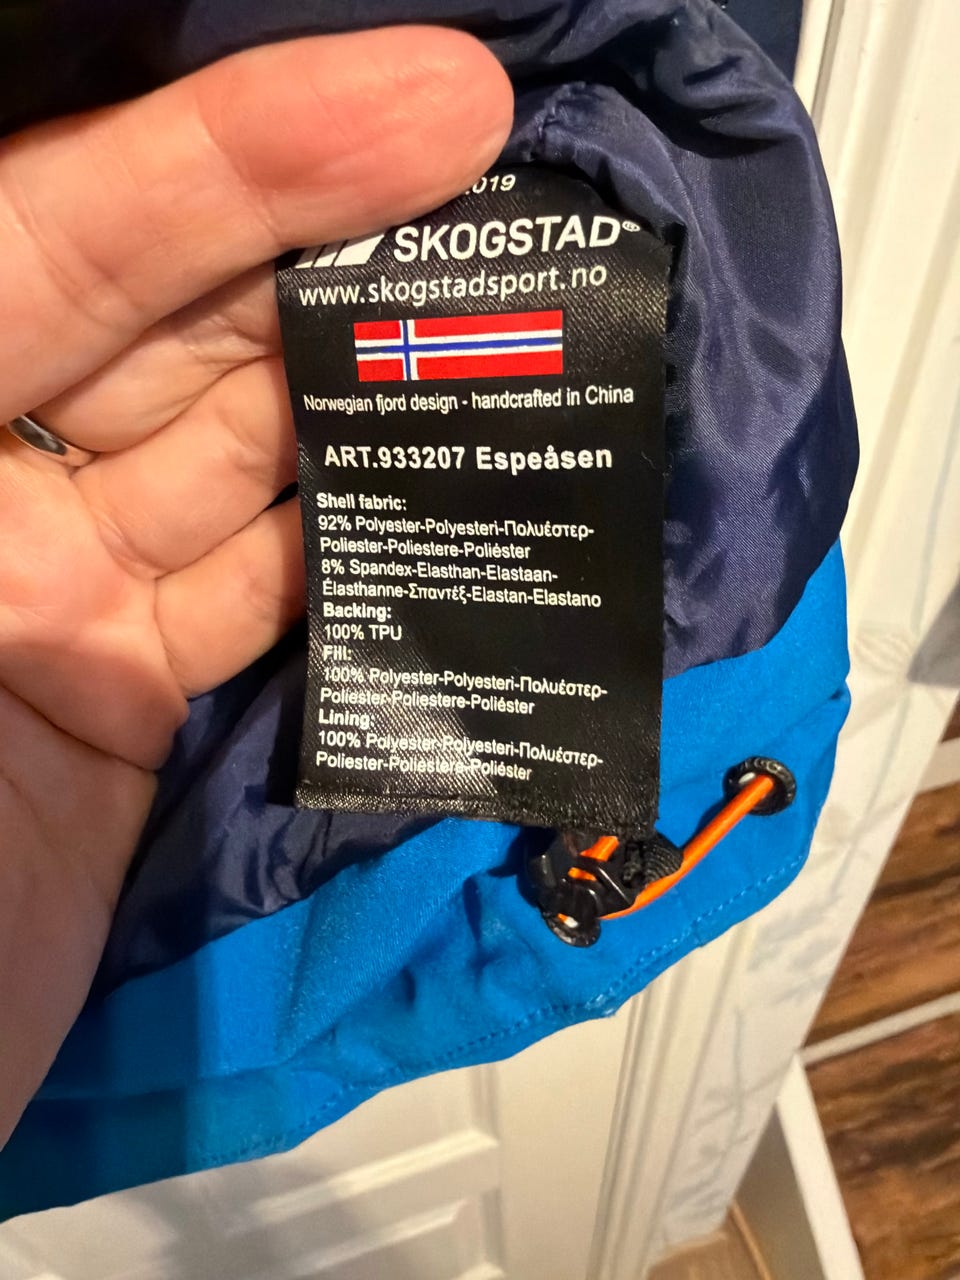 019
SKOGSTAD®
www.skogstadsport.no
Norwegian fjord design - handcrafted in China
ART.933207 Espeåsen
Shell fabric:
92% Polyester-Polyesteri-Πολυέστερ-
Poliester-Poliestere-Poliéster
8% Spandex-Elasthan-Elastaan-
Élasthanne-Σπαντέξ-Elastan-Elastano
Backing:
100% TPU
Fill:
100% Polyester-Polyesteri-Πολυέστερ-
Poliester-Poliestere-Poliéster
Lining:
100% Polyester-Polyesteri-Πολυέστερ-
Poliester-Poliestere-Poliéster